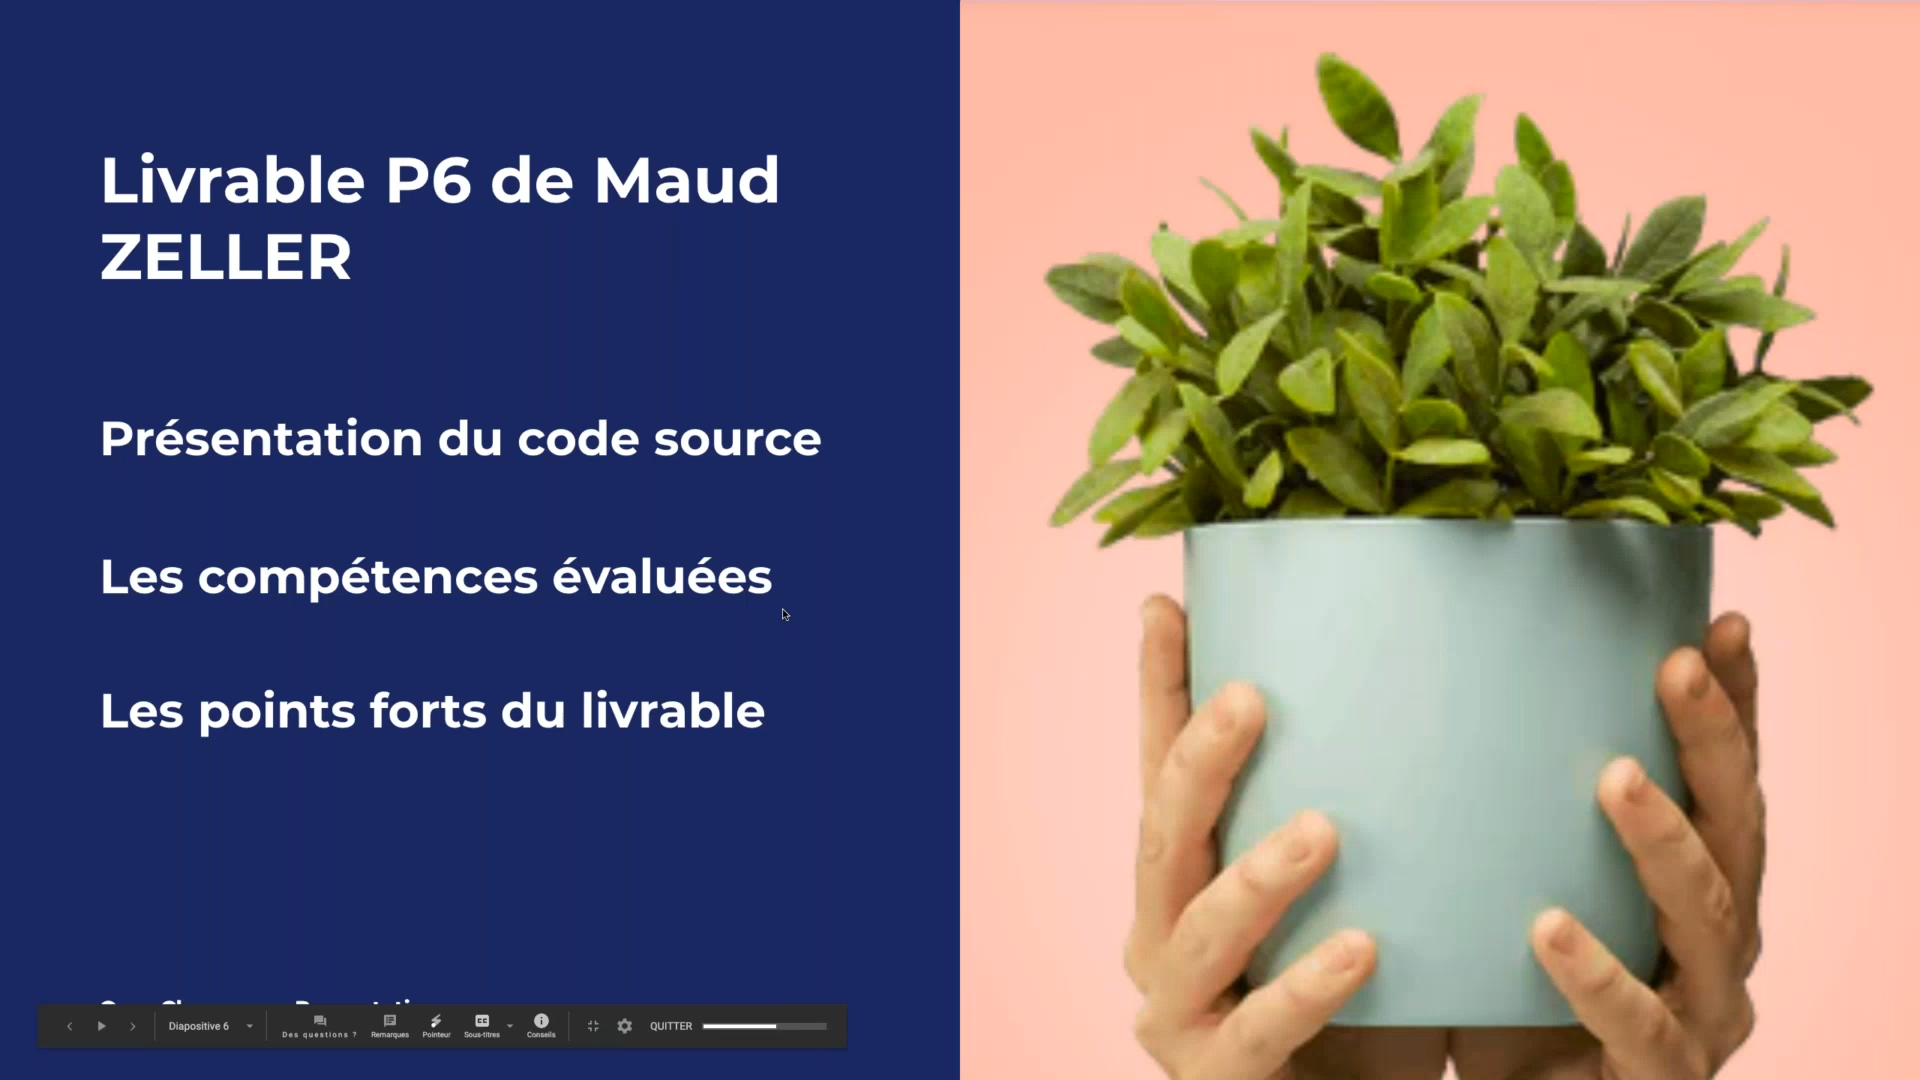 Livrable P6 de Maud
ZELLER
Présentation du code source
Les compétences évaluées
Les points forts du livrable
Diapositive 6
Des questions ?
Remarques
Pointeur
Sous-titres
Conseils
QUITTER